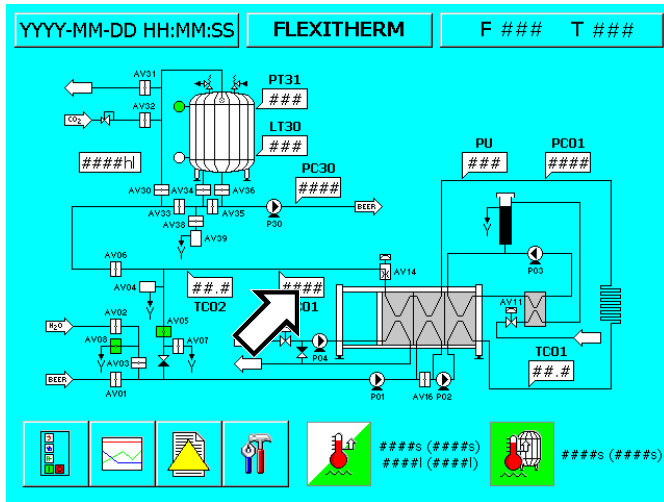 YYYY-MM-DD HH:MM:SS
FLEXITHERM
F ### T ###
AV31
PT31
###
AV32
CO2
LT30
###
####hl
PU
###
PC01
####
PC30
####
AV30
AV34
AV36
AV33
AV35
P30
BEER
AV38
AV39
AV06
P03
AV04
##.#
TC02
####
C01
AV14
AV11
AV02
H2O
AV05
AV08
AV07
P04
AV03
TC01
##.#
BEER
AV01
P01
AV16
P02
####s (####s)
####l (####l)
####s (####s)